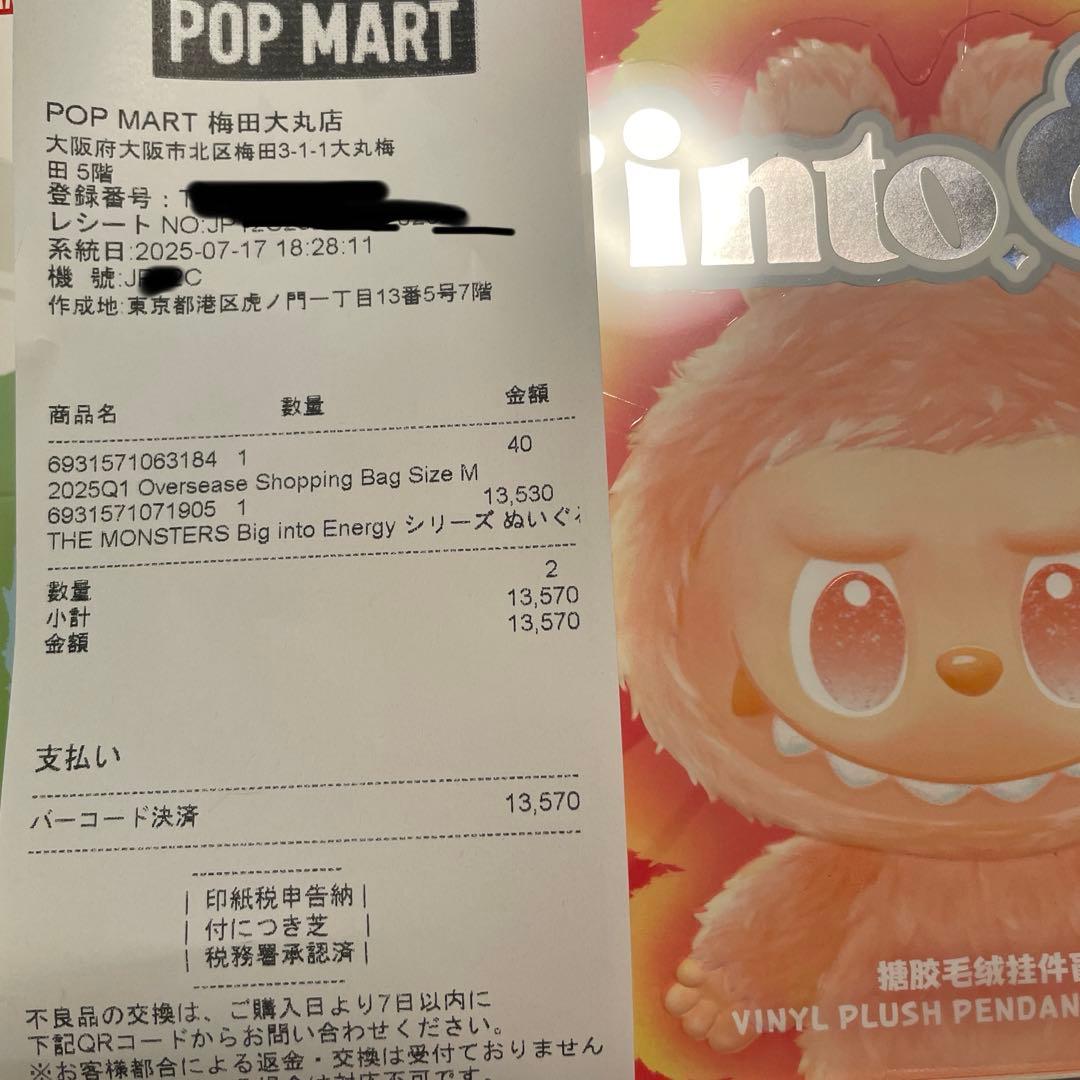 POP MART
POP MART 梅田大丸店
大阪府大阪市北区梅田3-1-1大丸梅
田 5階
登録番号:T
レシート NO:JP
系統日:2025-07-17 18:28:11
機 號:JP C
作成地:東京都港区虎ノ門一丁目13番5号7階
商品名 数量 金額
6931571063184 1 40
2025Q1 Oversease Shopping Bag Size M
6931571071905 1 13,530
THE MONSTERS Big into Energy シリーズ ぬいぐ
数量 2
小計 13,570
金額 13,570
支払い
バーコード決済 13,570
印紙税申告納
付につき芝
税務署承認済
不良品の交換は、ご購入日より7日以内に
下記QRコードからお問い合わせください。
※お客様都合による返金・交換は受付ておりません
into
搪胶毛绒挂件
VINYL PLUSH PENDAN